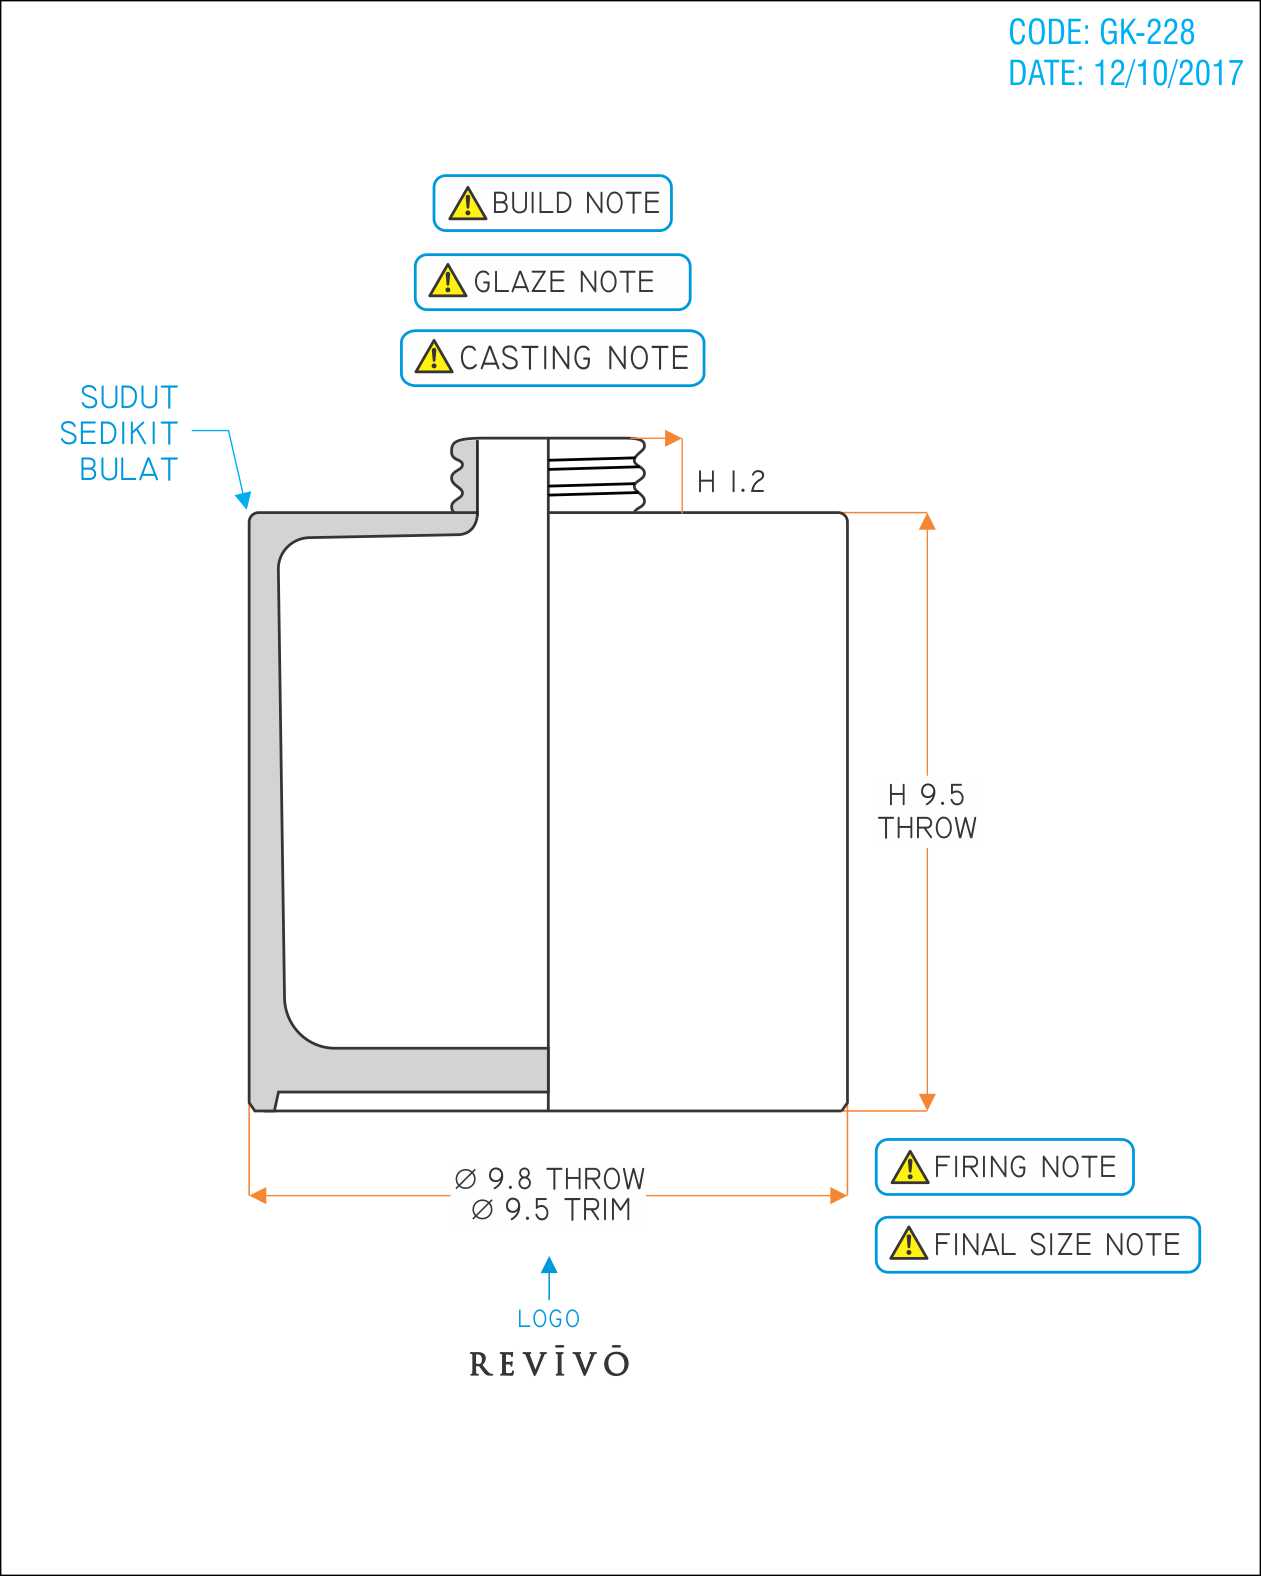 CODE: GK-228
DATE: 12/10/2017
BUILD NOTE
GLAZE NOTE
CASTING NOTE
SUDUT
SEDIKIT
BULAT
H 1.2
H 9.5
THROW
Ø 9.8 THROW
Ø 9.5 TRIM
FIRING NOTE
FINAL SIZE NOTE
LOGO
REVĪVŌ